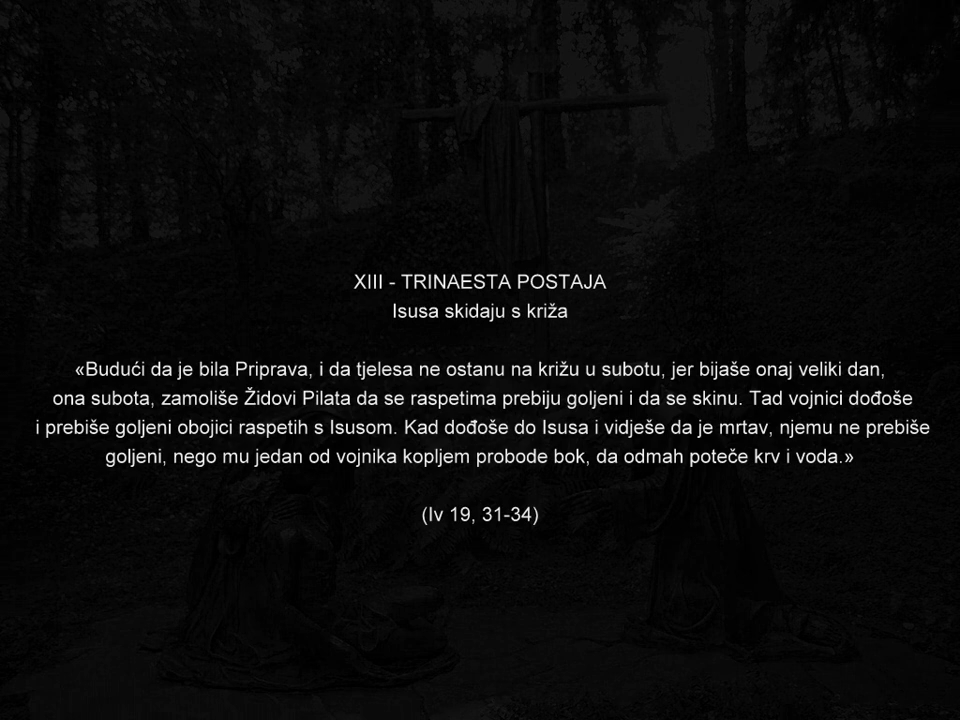 XIII - TRINAESTA POSTAJA
Isusa skidaju s križa
«Budući da je bila Priprava, i da tjelesa ne ostanu na križu u subotu, jer bijaše onaj veliki dan,
ona subota, zamoliše Židovi Pilata da se raspetima prebiju goljeni i da se skinu. Tad vojnici dođoše
i prebiše goljeni obojici raspetih s Isusom. Kad dođoše do Isusa i vidješe da je mrtav, njemu ne prebiše
goljeni, nego mu jedan od vojnika kopljem probode bok, da odmah poteče krv i voda.»
(Iv 19, 31-34)